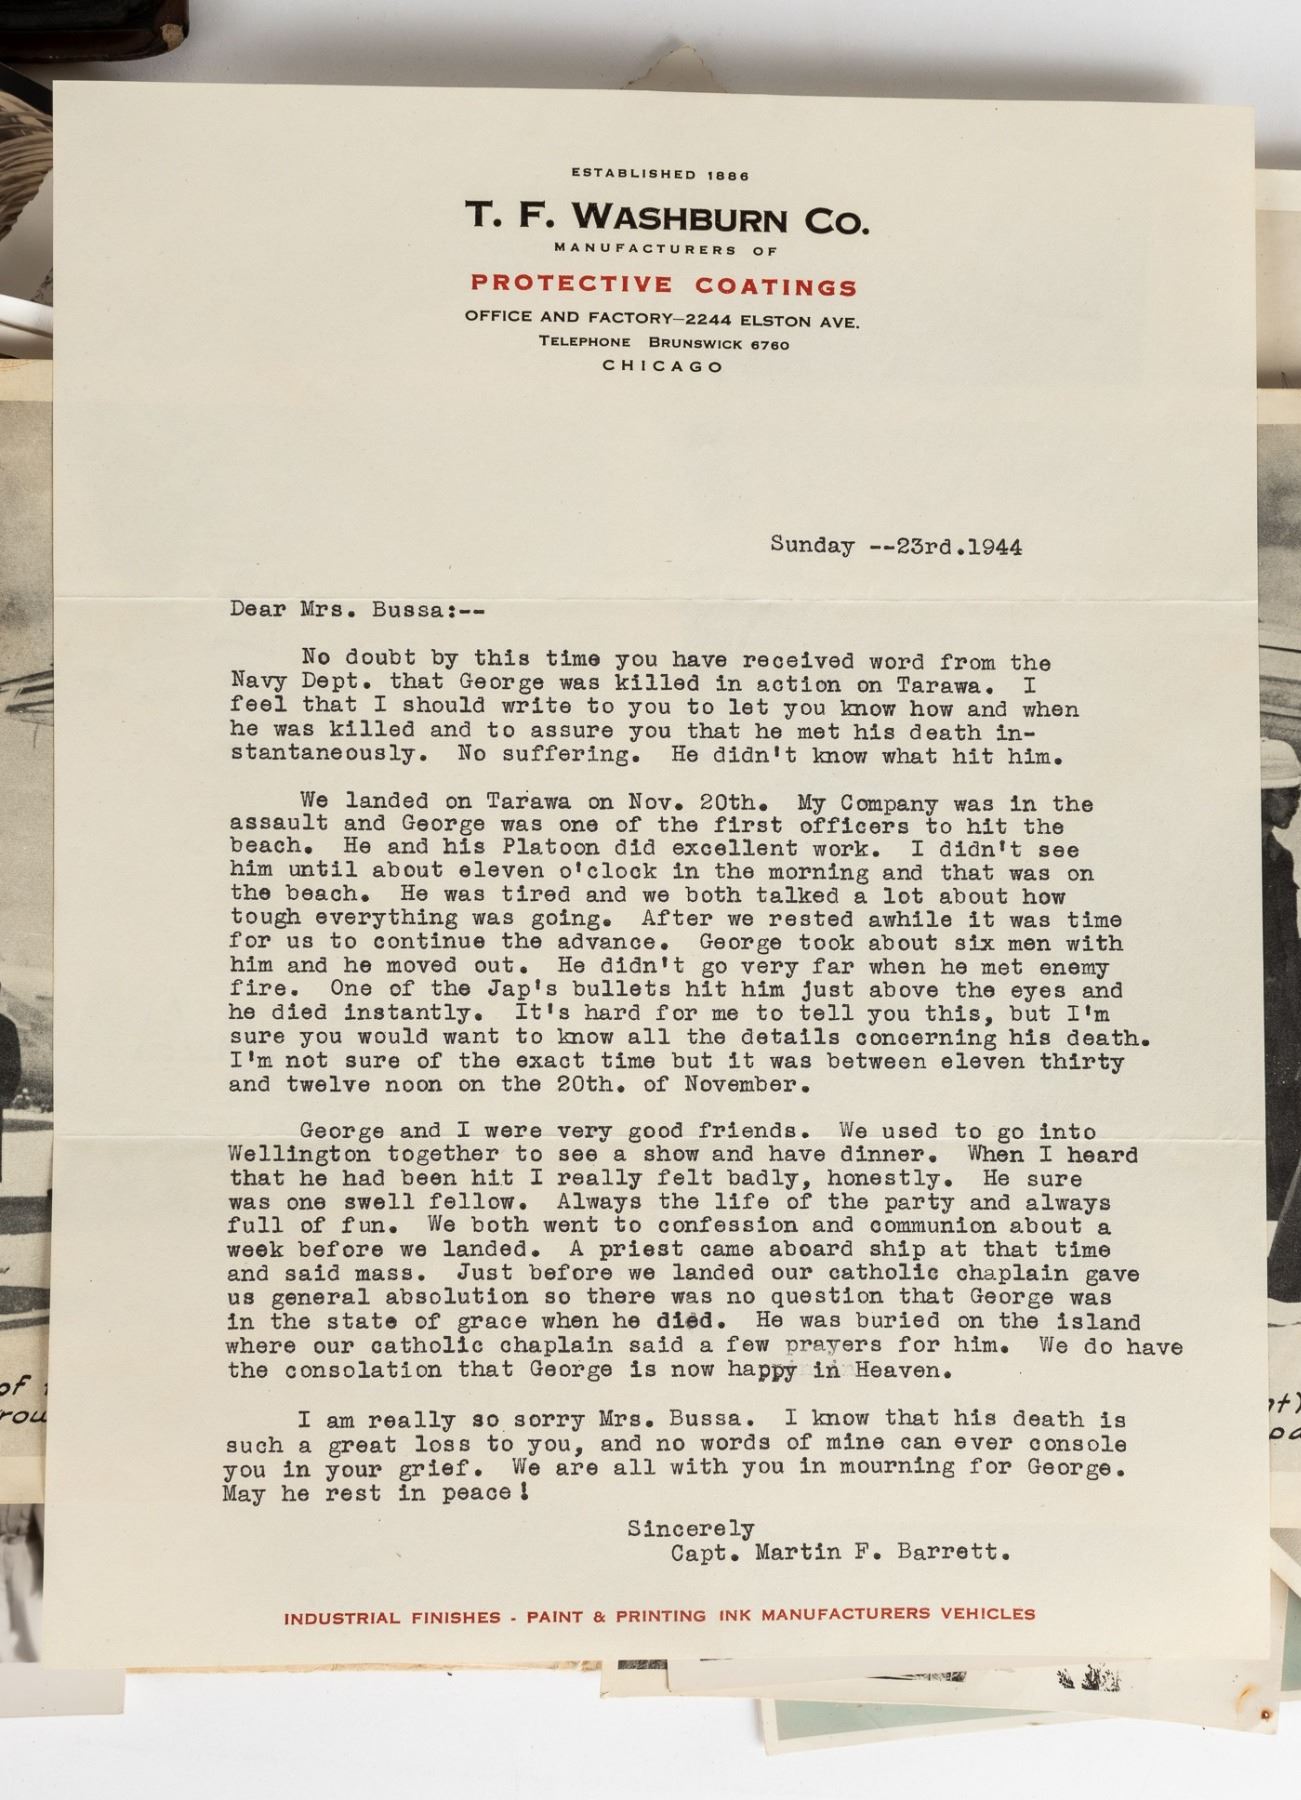 ESTABLISHED 1886
T. F. WASHBURN CO.
MANUFACTURERS OF
PROTECTIVE COATINGS
OFFICE AND FACTORY—2244 ELSTON AVE.
TELEPHONE BRUNSWICK 6760
CHICAGO
Sunday --23rd.1944
Dear Mrs. Bussa:--
No doubt by this time you have received word from the
Navy Dept. that George was killed in action on Tarawa. I
feel that I should write to you to let you know how and when
he was killed and to assure you that he met his death in-
stantaneously. No suffering. He didn't know what hit him.
We landed on Tarawa on Nov. 20th. My Company was in the
assault and George was one of the first officers to hit the
beach. He and his Platoon did excellent work. I didn't see
him until about eleven o'clock in the morning and that was on
the beach. He was tired and we both talked a lot about how
tough everything was going. After we rested awhile it was time
for us to continue the advance. George took about six men with
him and he moved out. He didn't go very far when he met enemy
fire. One of the Jap's bullets hit him just above the eyes and
he died instantly. It's hard for me to tell you this, but I'm
sure you would want to know all the details concerning his death.
I'm not sure of the exact time but it was between eleven thirty
and twelve noon on the 20th. of November.
George and I were very good friends. We used to go into
Wellington together to see a show and have dinner. When I heard
that he had been hit I really felt badly, honestly. He sure
was one swell fellow. Always the life of the party and always
full of fun. We both went to confession and communion about a
week before we landed. A priest came aboard ship at that time
and said mass. Just before we landed our catholic chaplain gave
us general absolution so there was no question that George was
in the state of grace when he died. He was buried on the island
where our catholic chaplain said a few prayers for him. We do have
the consolation that George is now happy in Heaven.
I am really so sorry Mrs. Bussa. I know that his death is
such a great loss to you, and no words of mine can ever console
you in your grief. We are all with you in mourning for George.
May he rest in peace!
Sincerely
Capt. Martin F. Barrett.
INDUSTRIAL FINISHES - PAINT & PRINTING INK MANUFACTURERS VEHICLES
of